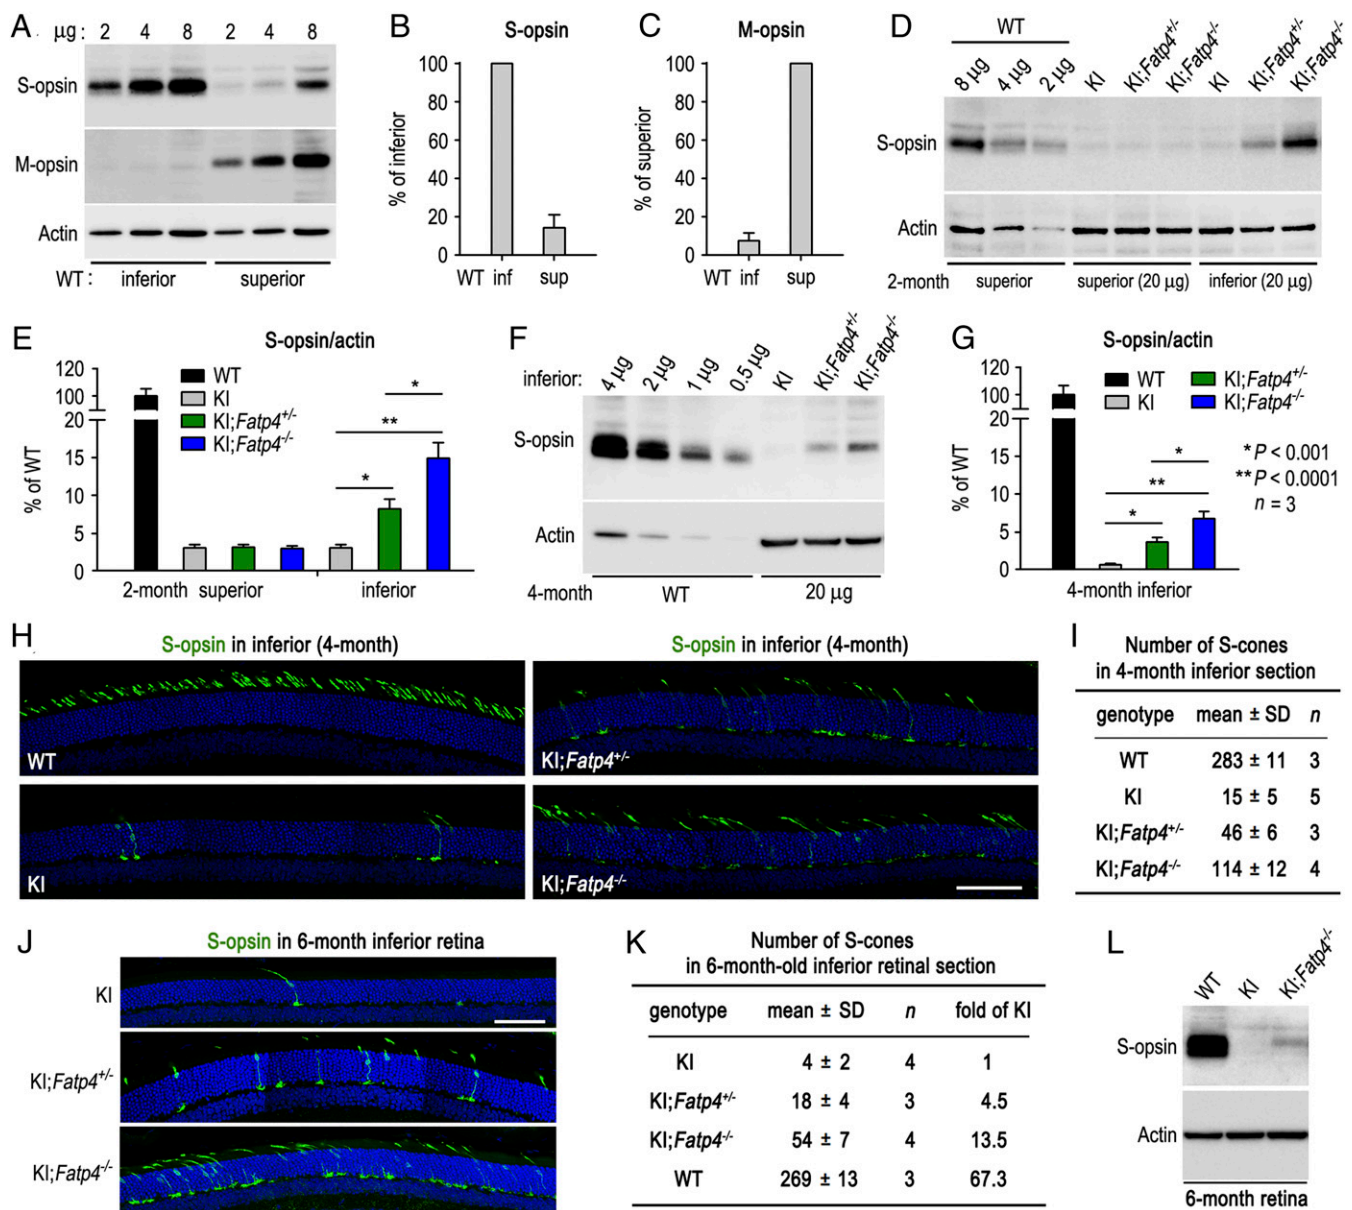 A
μg : 2 4 8 2 4 8
S-opsin
M-opsin
Actin
WT : inferior superior
B
S-opsin
% of inferior
100
80
60
40
20
0
WT inf sup
C
M-opsin
% of superior
100
80
60
40
20
0
WT inf sup
D
WT
8 μg 4 μg 2 μg KI KI;Fatp4+/- KI;Fatp4-/- KI KI;Fatp4+/- KI;Fatp4-/-
S-opsin
Actin
2-month superior superior (20 μg) inferior (20 μg)
E
S-opsin/actin
% of WT
120
100
20
15
10
5
0
WT
KI
KI;Fatp4+/-
KI;Fatp4-/-
*
**
*
2-month superior inferior
F
inferior: 4 μg 2 μg 1 μg 0.5 μg KI KI;Fatp4+/- KI;Fatp4-/-
S-opsin
Actin
4-month WT 20 μg
G
S-opsin/actin
% of WT
120
100
20
15
10
5
0
WT KI;Fatp4+/-
KI KI;Fatp4-/-
*
**
*
* P < 0.001
** P < 0.0001
n = 3
4-month inferior
H
S-opsin in inferior (4-month)
S-opsin in inferior (4-month)
WT
KI;Fatp4+/-
KI
KI;Fatp4-/-
I
Number of S-cones
in 4-month inferior section
genotype mean ± SD n
WT 283 ± 11 3
KI 15 ± 5 5
KI;Fatp4+/- 46 ± 6 3
KI;Fatp4-/- 114 ± 12 4
J
S-opsin in 6-month inferior retina
KI
KI;Fatp4+/-
KI;Fatp4-/-
K
Number of S-cones
in 6-month-old inferior retinal section
genotype mean ± SD n fold of KI
KI 4 ± 2 4 1
KI;Fatp4+/- 18 ± 4 3 4.5
KI;Fatp4-/- 54 ± 7 4 13.5
WT 269 ± 13 3 67.3
L
WT KI KI;Fatp4-/-
S-opsin
Actin
6-month retina